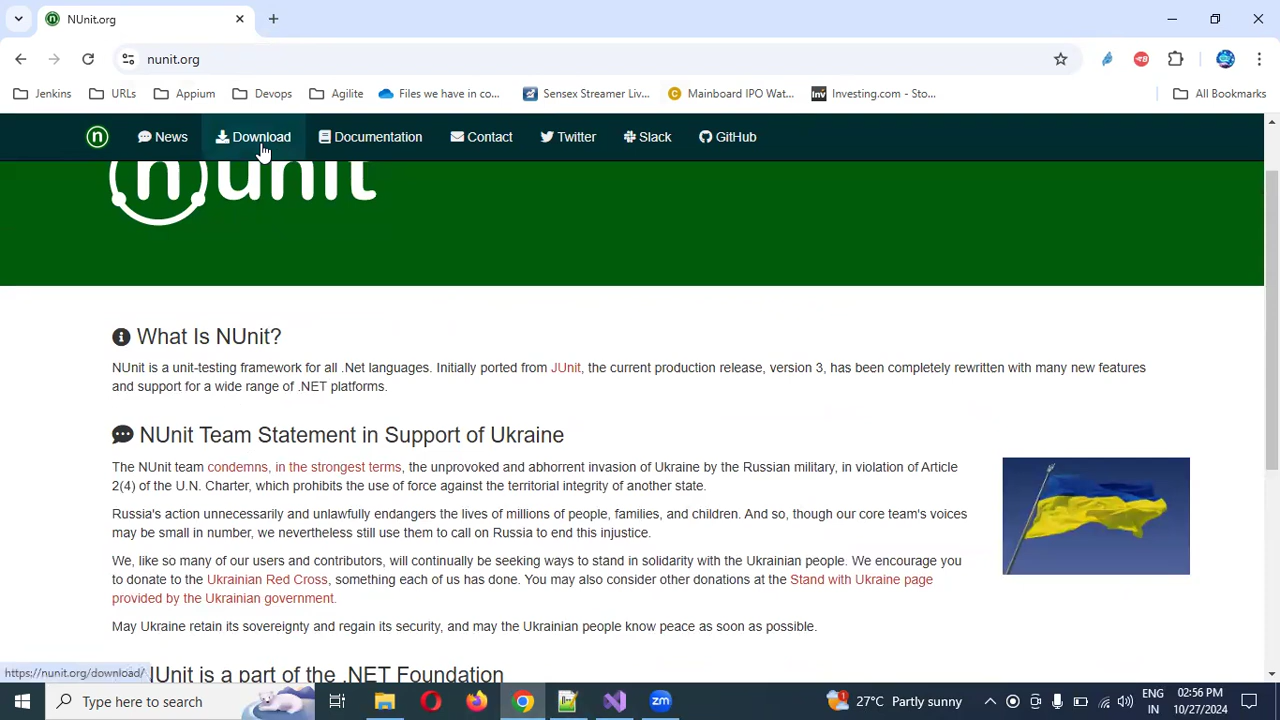 NUnit.org
nunit.org
Jenkins
URLs
Appium
Devops
Agilite
Files we have in co...
Sensex Streamer Liv...
Mainboard IPO Wat...
Inv
Investing.com - Sto...
All Bookmarks
n
News
Download
Documentation
Contact
Twitter
Slack
GitHub
nunit
What Is NUnit?
NUnit is a unit-testing framework for all .Net languages. Initially ported from JUnit, the current production release, version 3, has been completely rewritten with many new features
and support for a wide range of .NET platforms.
NUnit Team Statement in Support of Ukraine
The NUnit team condemns, in the strongest terms, the unprovoked and abhorrent invasion of Ukraine by the Russian military, in violation of Article
2(4) of the U.N. Charter, which prohibits the use of force against the territorial integrity of another state.
Russia's action unnecessarily and unlawfully endangers the lives of millions of people, families, and children. And so, though our core team's voices
may be small in number, we nevertheless still use them to call on Russia to end this injustice.
We, like so many of our users and contributors, will continually be seeking ways to stand in solidarity with the Ukrainian people. We encourage you
to donate to the Ukrainian Red Cross, something each of us has done. You may also consider other donations at the Stand with Ukraine page
provided by the Ukrainian government.
May Ukraine retain its sovereignty and regain its security, and may the Ukrainian people know peace as soon as possible.
NUnit is a part of the .NET Foundation
https://nunit.org/download/
Type here to search
zm
1
27°C Partly sunny
ENG
IN
02:56 PM
10/27/2024